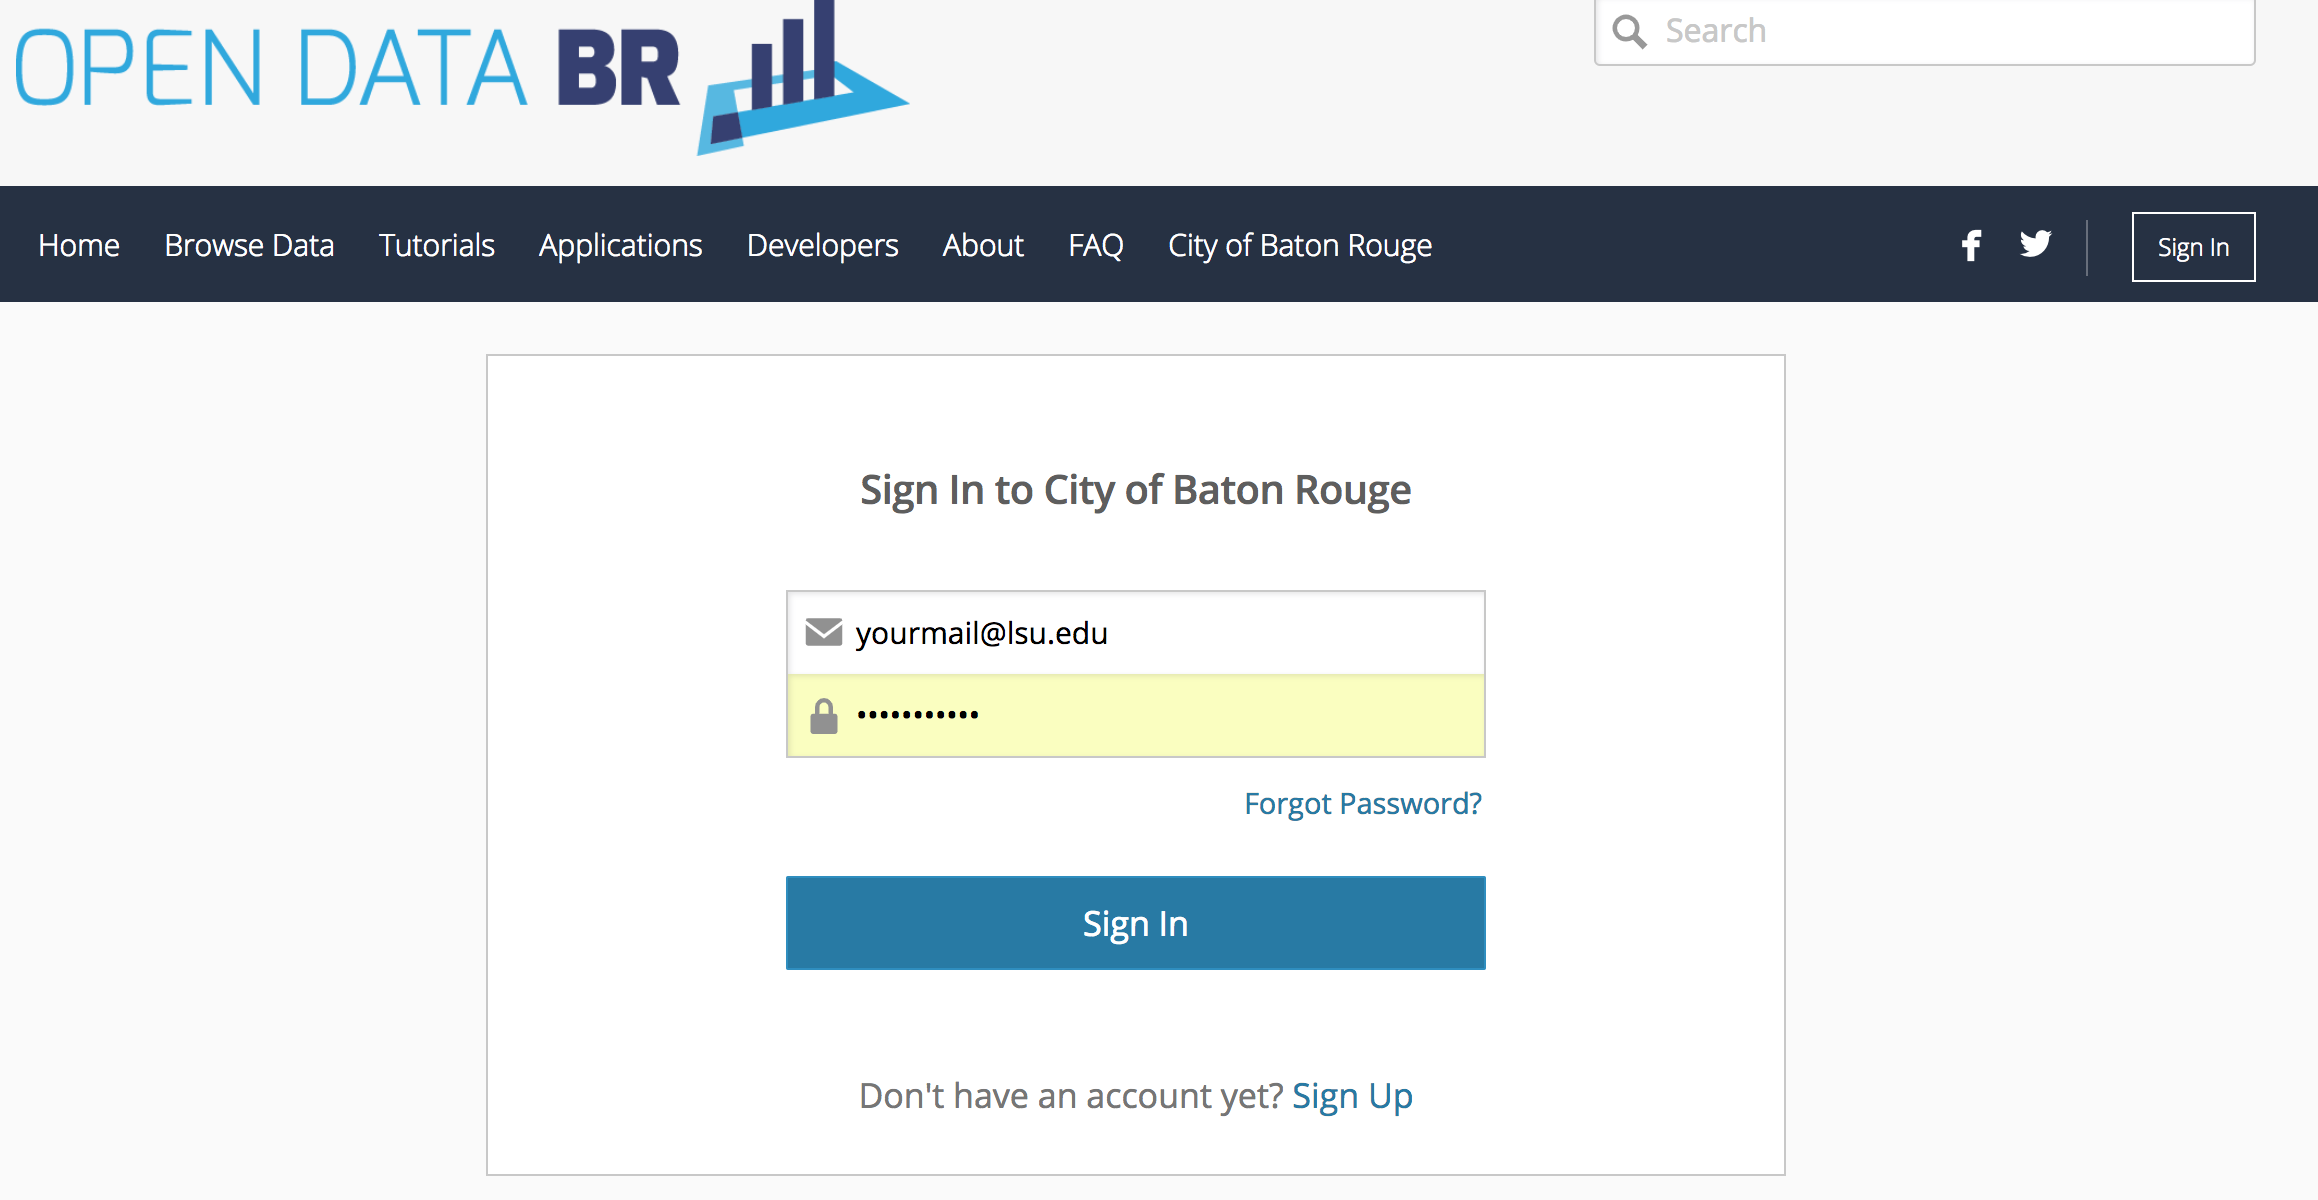 OPEN DATA BR
Search
Home Browse Data Tutorials Applications Developers About FAQ City of Baton Rouge Sign In
Sign In to City of Baton Rouge
yourmail@lsu.edu
•••••••••••
Forgot Password?
Sign In
Don't have an account yet? Sign Up